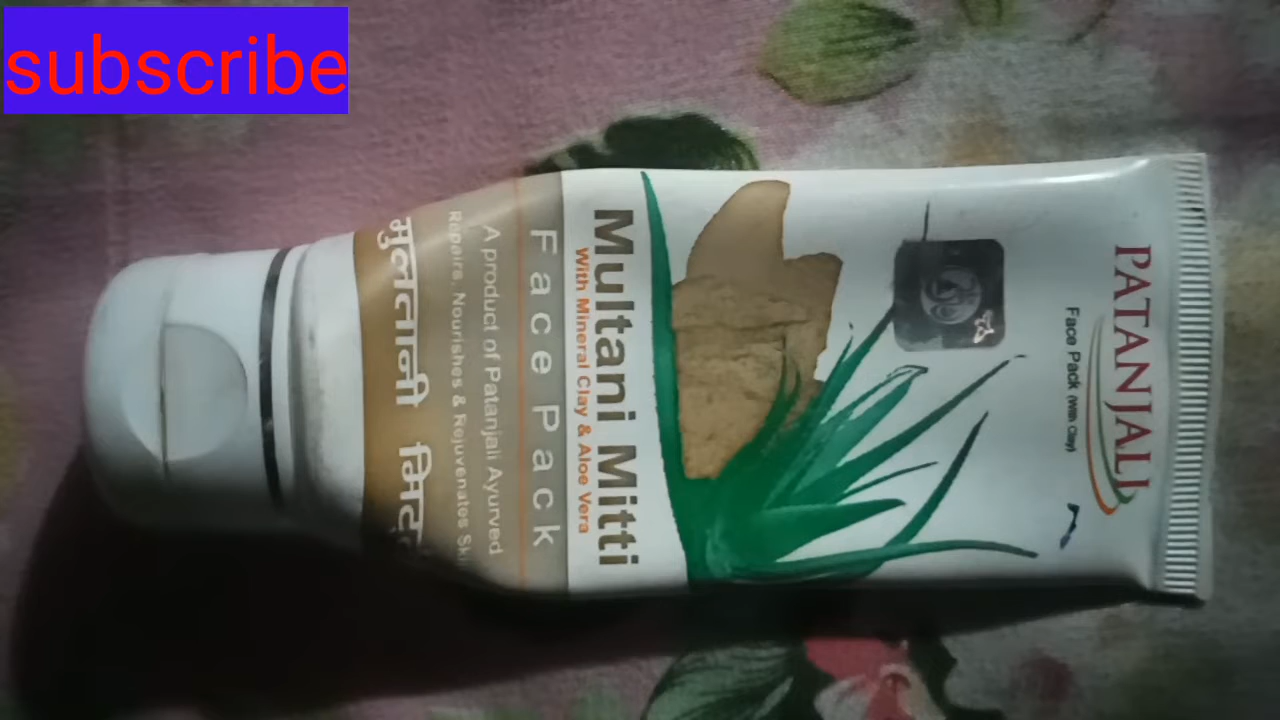 subscribe
PATANJALI
Face Pack (With Clay)
Multani Mitti
With Mineral Clay & Aloe Vera
Face Pack
A product of Patanjali Ayurved
Repairs, Nourishes & Rejuvenates
मुलतानी